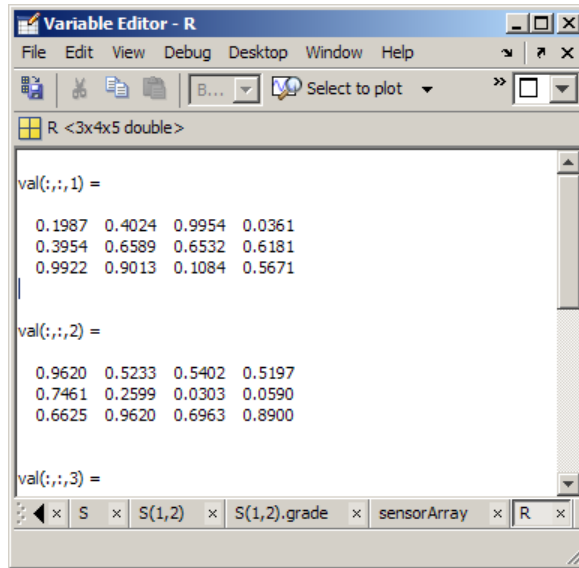 Variable Editor - R
File Edit View Debug Desktop Window Help
B... Select to plot »
R <3x4x5 double>
val(:,:,1) =
0.1987 0.4024 0.9954 0.0361
0.3954 0.6589 0.6532 0.6181
0.9922 0.9013 0.1084 0.5671
val(:,:,2) =
0.9620 0.5233 0.5402 0.5197
0.7461 0.2599 0.0303 0.0590
0.6625 0.9620 0.6963 0.8900
val(:,:,3) =
S S(1,2) S(1,2).grade sensorArray R